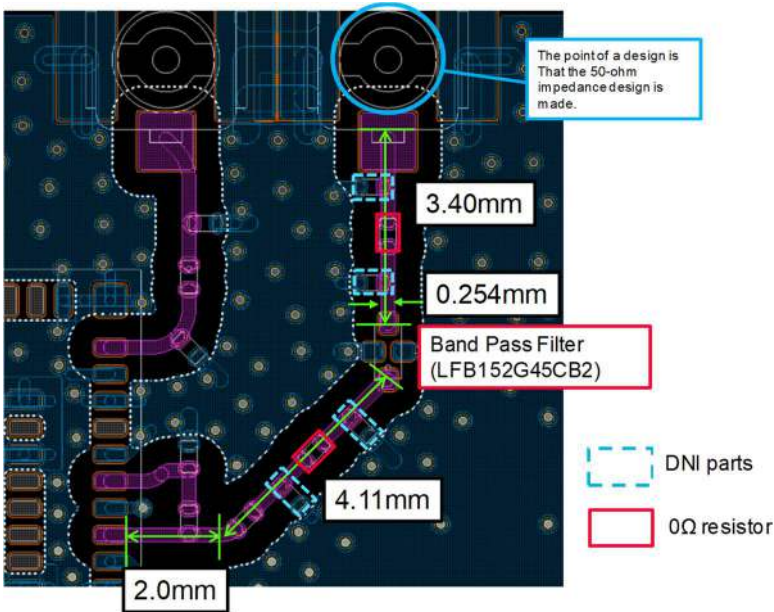 The point of a design is
That the 50-ohm
impedance design is
made.
3.40mm
0.254mm
Band Pass Filter
(LFB152G45CB2)
DNI parts
4.11mm
0Ω resistor
2.0mm